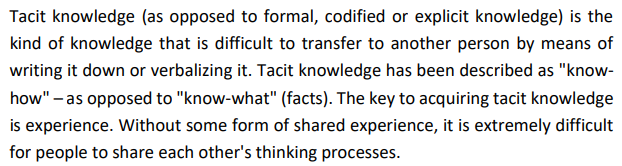 Tacit knowledge (as opposed to formal, codified or explicit knowledge) is the
kind of knowledge that is difficult to transfer to another person by means of
writing it down or verbalizing it. Tacit knowledge has been described as "know-
how" – as opposed to "know-what" (facts). The key to acquiring tacit knowledge
is experience. Without some form of shared experience, it is extremely difficult
for people to share each other's thinking processes.